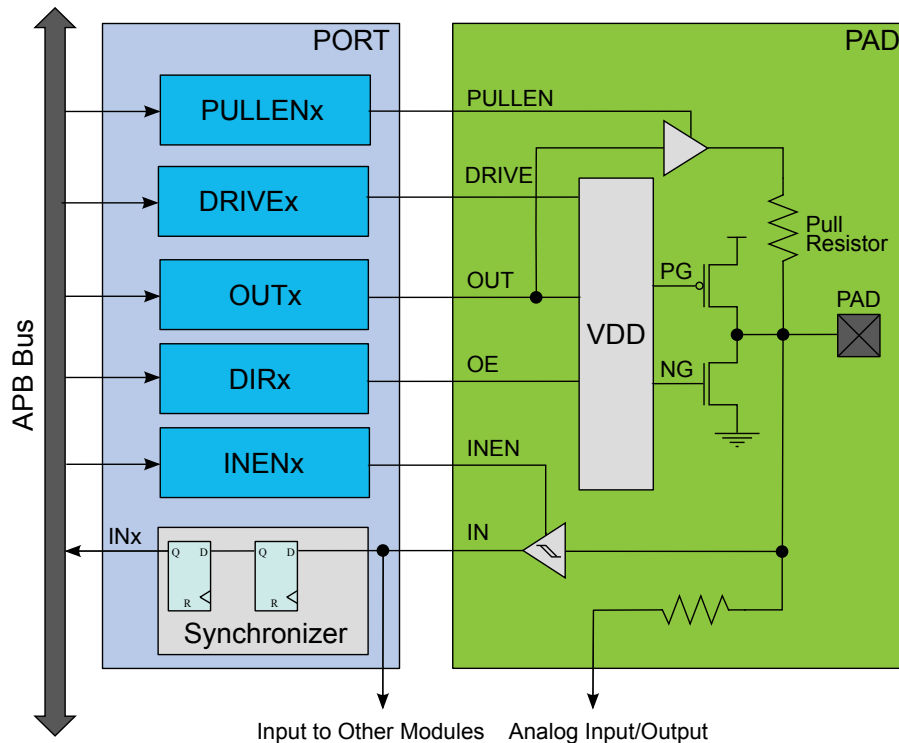 PORT
PAD
APB Bus
PULLENx
PULLEN
DRIVEx
DRIVE
Pull
Resistor
OUTx
OUT
PG
PAD
VDD
DIRx
OE
NG
INENx
INEN
INx
IN
Q D
Q D
R
R
Synchronizer
Input to Other Modules
Analog Input/Output